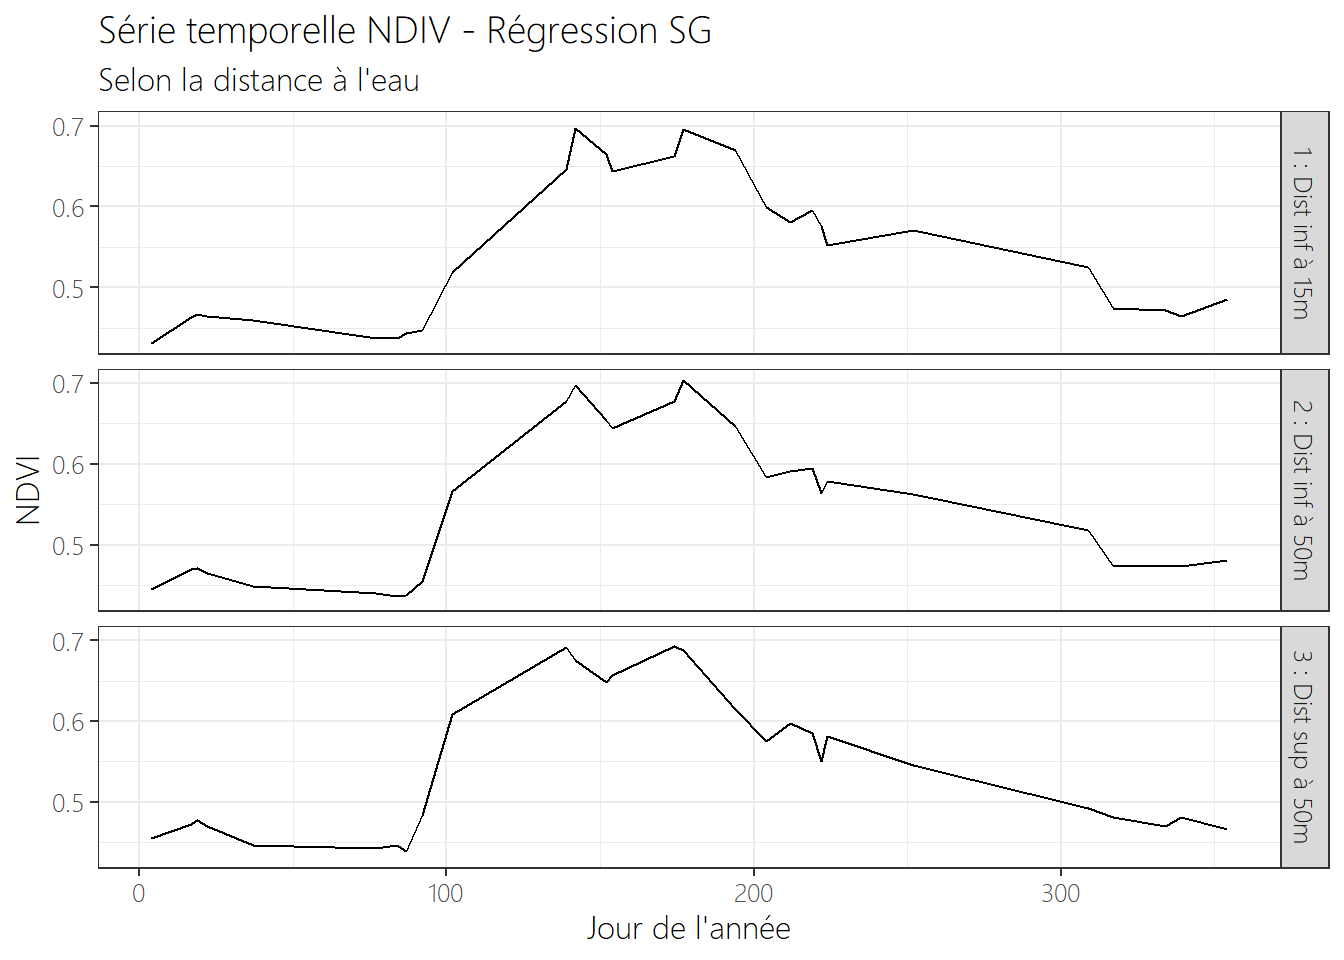 Série temporelle NDIV - Régression SG
Selon la distance à l'eau
0.7
0.6
0.5
1 : Dist inf à 15m
0.7
0.6
0.5
2 : Dist inf à 50m
NDVI
0.7
0.6
0.5
3 : Dist sup à 50m
0
100
200
300
Jour de l'année